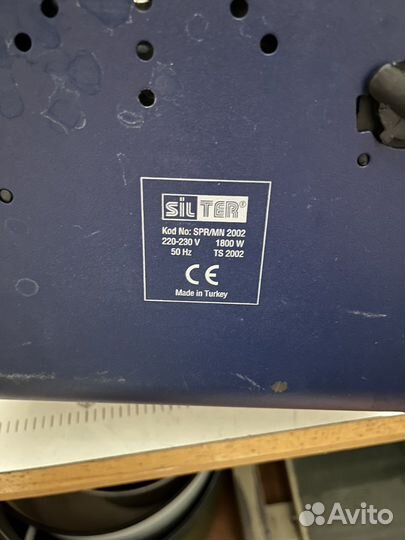 SİLTER®
Kod No: SPR/MN 2002
220-230 V 1800 W
50 Hz TS 2002
CE
Made in Turkey
Avito